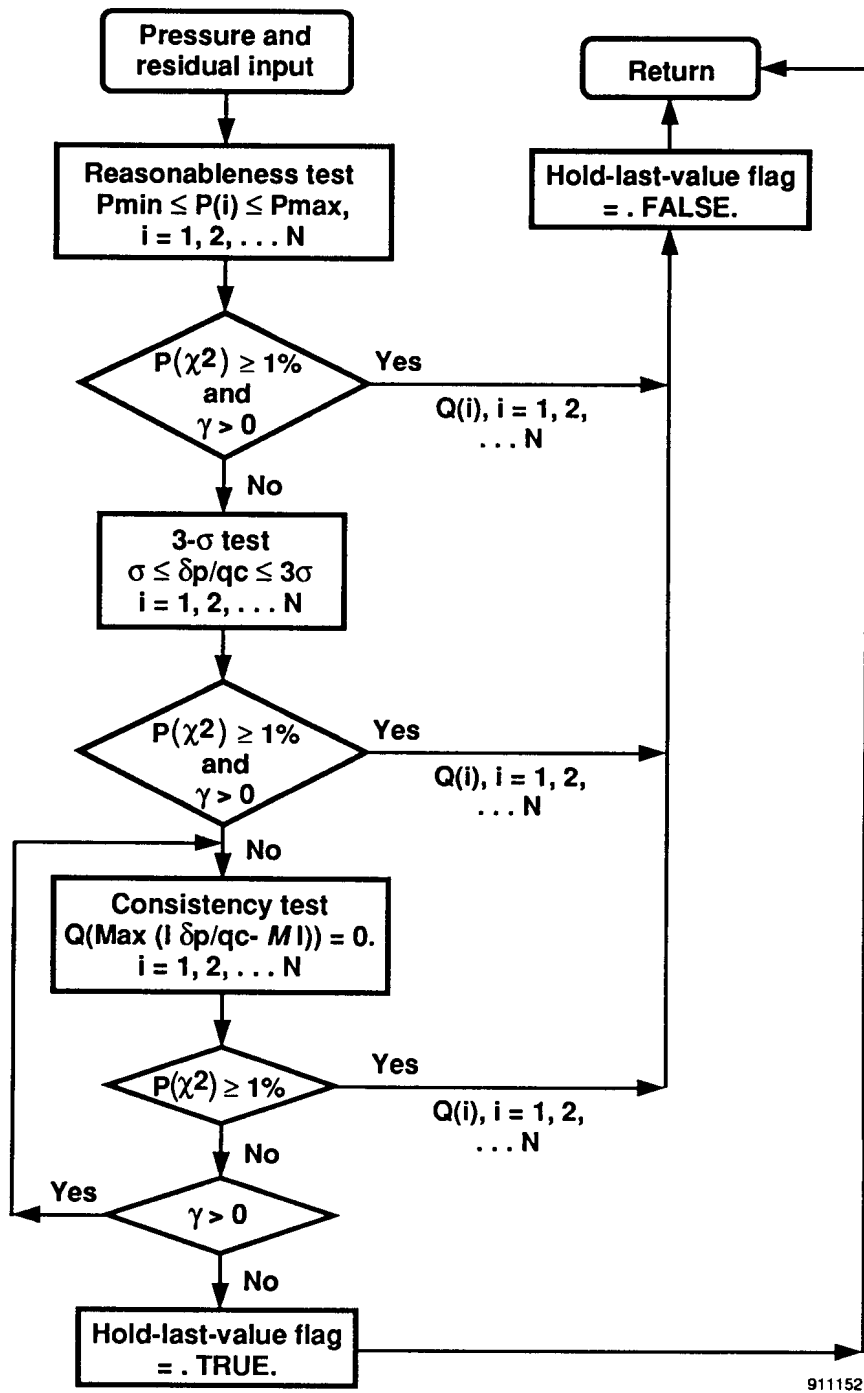 Pressure and
residual input
Return
Reasonableness test
Pmin ≤ P(i) ≤ Pmax,
i = 1, 2, . . . N
Hold-last-value flag
= . FALSE.
P(χ2) ≥ 1%
and
γ > 0
Yes
Q(i), i = 1, 2,
. . . N
No
3-σ test
σ ≤ δp/qc ≤ 3σ
i = 1, 2, . . . N
P(χ2) ≥ 1%
and
γ > 0
Yes
Q(i), i = 1, 2,
. . . N
No
Consistency test
Q(Max (I δp/qc- M I)) = 0.
i = 1, 2, . . . N
P(χ2) ≥ 1%
Yes
Q(i), i = 1, 2,
. . . N
No
Yes
γ > 0
No
Hold-last-value flag
= . TRUE.
911152